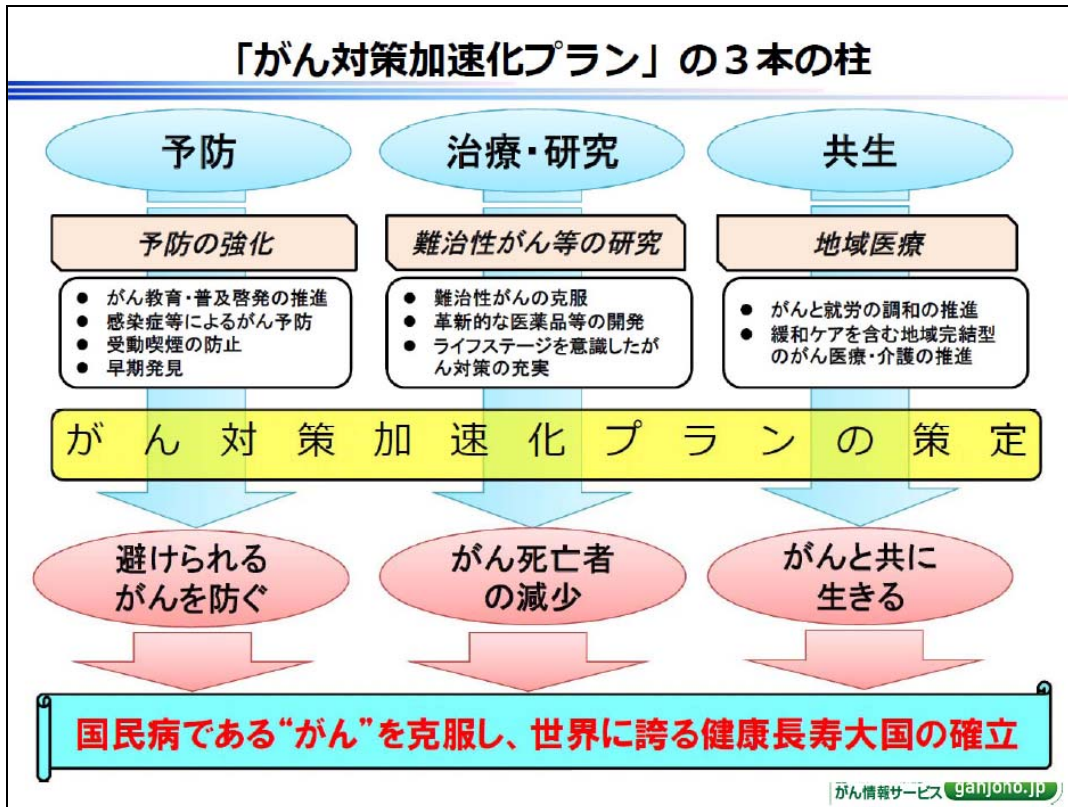 「がん対策加速化プラン」の3本の柱
予防
治療・研究
共生
予防の強化
難治性がん等の研究
地域医療
● がん教育・普及啓発の推進
● 感染症等によるがん予防
● 受動喫煙の防止
● 早期発見
● 難治性がんの克服
● 革新的な医薬品等の開発
● ライフステージを意識したが
ん対策の充実
● がんと就労の調和の推進
● 緩和ケアを含む地域完結型
のがん医療・介護の推進
がん対策加速化プランの策定
避けられる
がんを防ぐ
がん死亡者
の減少
がんと共に
生きる
国民病である“がん”を克服し、世界に誇る健康長寿大国の確立
がん情報サービス ganjoho.jp